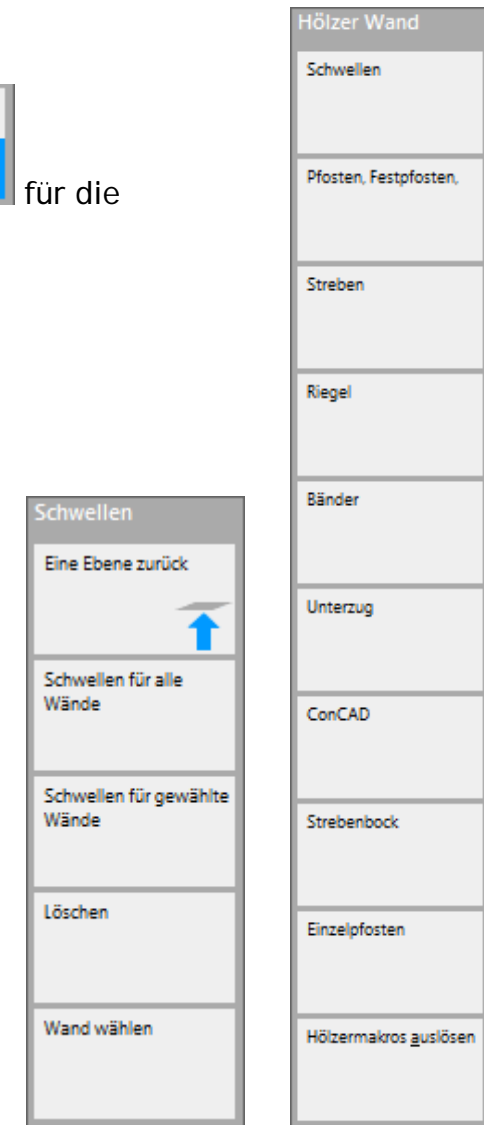 für die
Schwellen
Eine Ebene zurück
Schwellen für alle
Wände
Schwellen für gewählte
Wände
Löschen
Wand wählen
Hölzer Wand
Schwellen
Pfosten, Festpfosten,
Streben
Riegel
Bänder
Unterzug
ConCAD
Strebenbock
Einzelpfosten
Hölzermakros auslösen